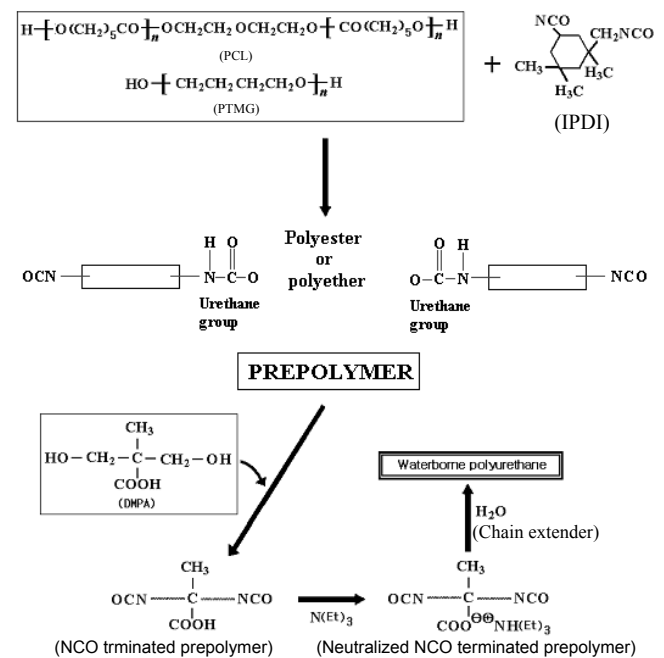 H-[O(CH2)5CO]n-OCH2CH2OCH2CH2O-[CO(CH2)5O]n-H
(PCL)
HO-[CH2CH2CH2CH2O]n-H
(PTMG)
+
NCO
CH2NCO
CH3
H3C
H3C
(IPDI)
OCN
H O
N-C-O
Urethane
group
Polyester
or
polyether
O H
O-C-N
Urethane
group
NCO
PREPOLYMER
CH3
HO-CH2-C-CH2-OH
COOH
(DMPA)
Waterborne polyurethane
H2O
(Chain extender)
CH3
OCN C NCO
COOH
(NCO trminated prepolymer)
N(Et)3
CH3
OCN C NCO
COO⊖⊕NH(Et)3
(Neutralized NCO terminated prepolymer)